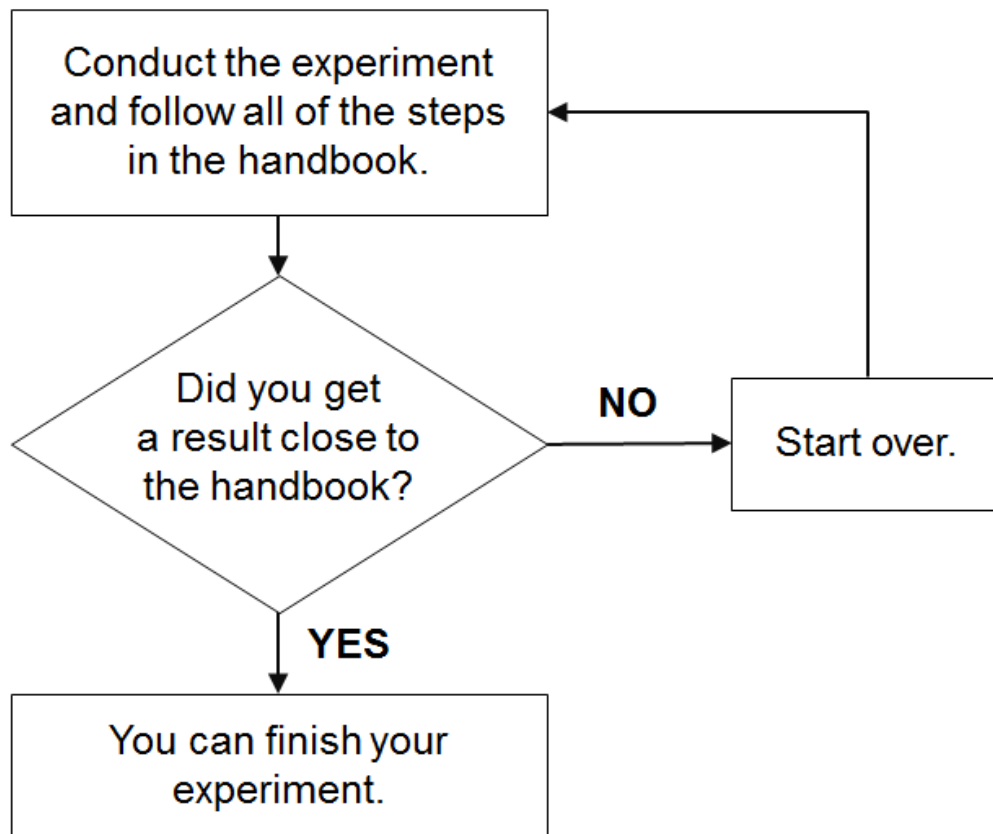 Conduct the experiment
and follow all of the steps
in the handbook.
Did you get
a result close to
the handbook?
NO
Start over.
YES
You can finish your
experiment.